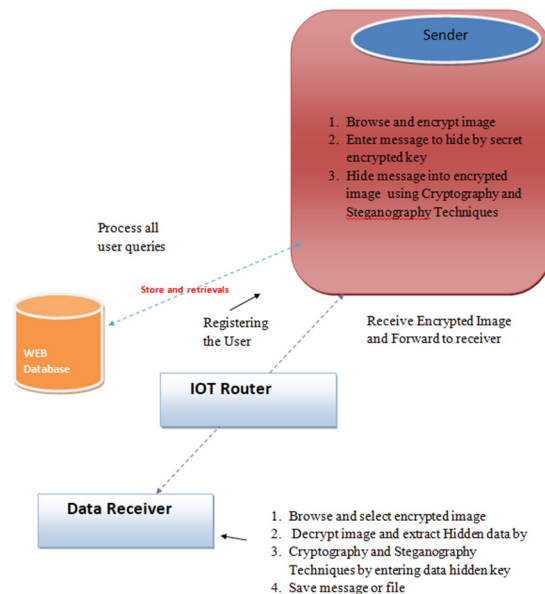 Sender
1. Browse and encrypt image
2. Enter message to hide by secret
encrypted key
3. Hide message into encrypted
image using Cryptography and
Steganography Techniques
Process all
user queries
Store and retrievals
Registering
the User
Receive Encrypted Image
and Forward to receiver
WEB
Database
IOT Router
Data Receiver
1. Browse and select encrypted image
2. Decrypt image and extract Hidden data by
3. Cryptography and Steganography
Techniques by entering data hidden key
4. Save message or file